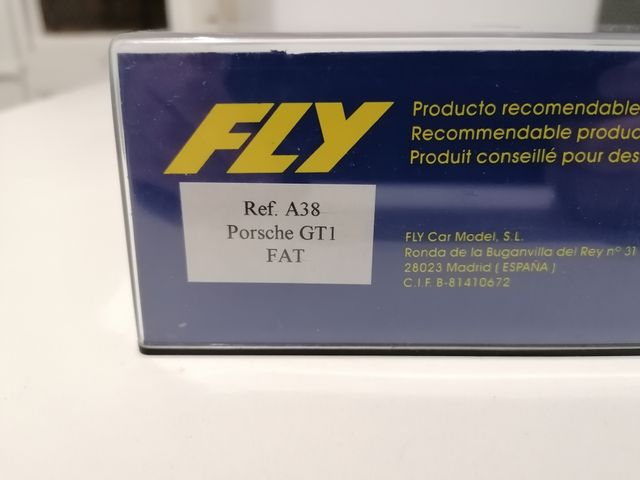 FLY
Producto recomendable
Recommendable produc
Produit conseillé pour des
Ref. A38
Porsche GT1
FAT
FLY Car Model, S.L.
Ronda de la Buganvilla del Rey nº 31
28023 Madrid ( ESPAÑA )
C.I.F. B-81410672